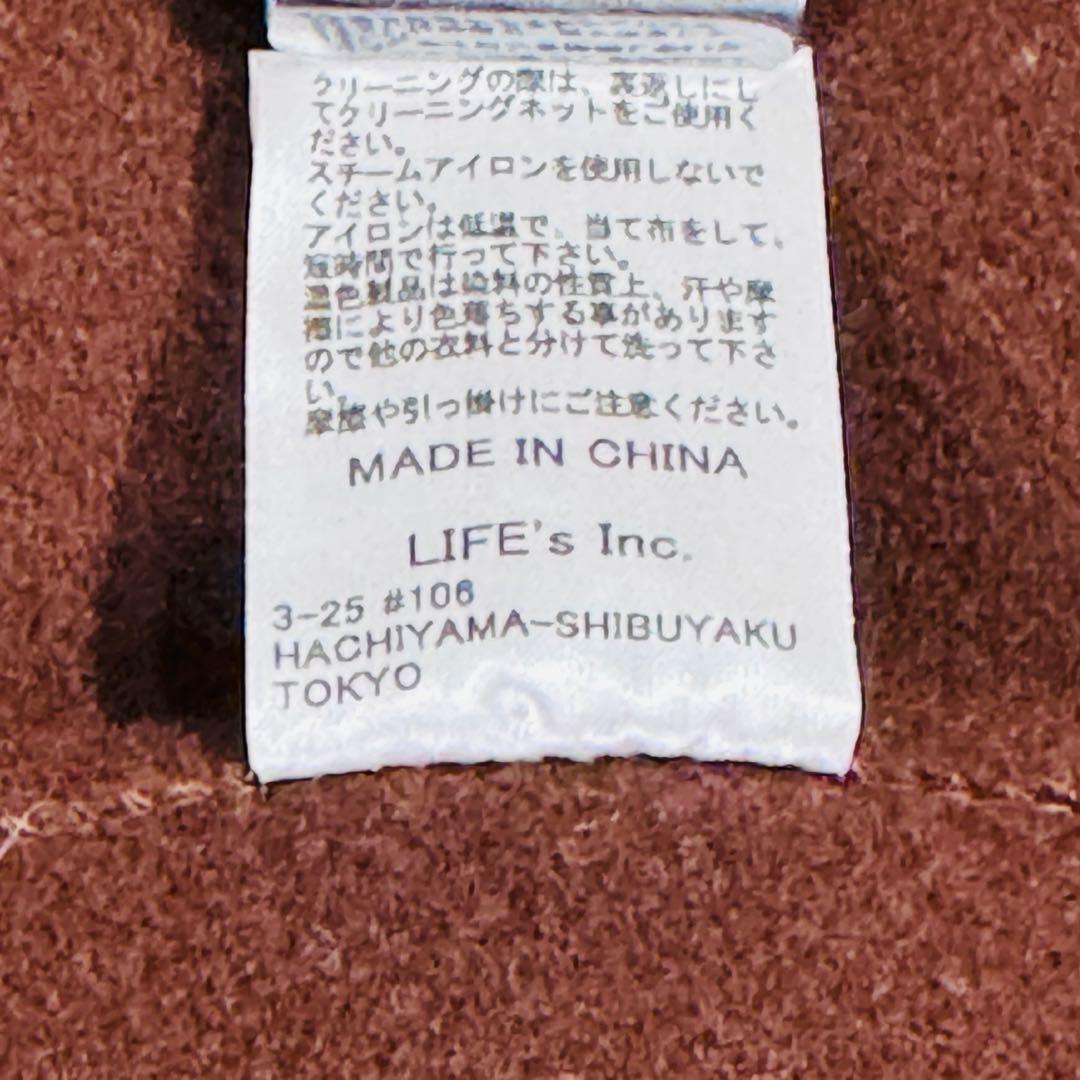 クリーニングの際は、裏返しにし
てクリーニングネットをご使用く
ださい。
スチームアイロンを使用しないで
ください。
アイロンは低温で、当て布をして、
短時間で行って下さい。
濃色製品は染料の性質上、汗や摩
擦により色落ちする事があります
ので他の衣料と分けて洗って下さ
い。
摩擦や引っ掛けにご注意ください。
MADE IN CHINA
LIFE's Inc.
3-25 #106
HACHIYAMA-SHIBUYAKU
TOKYO